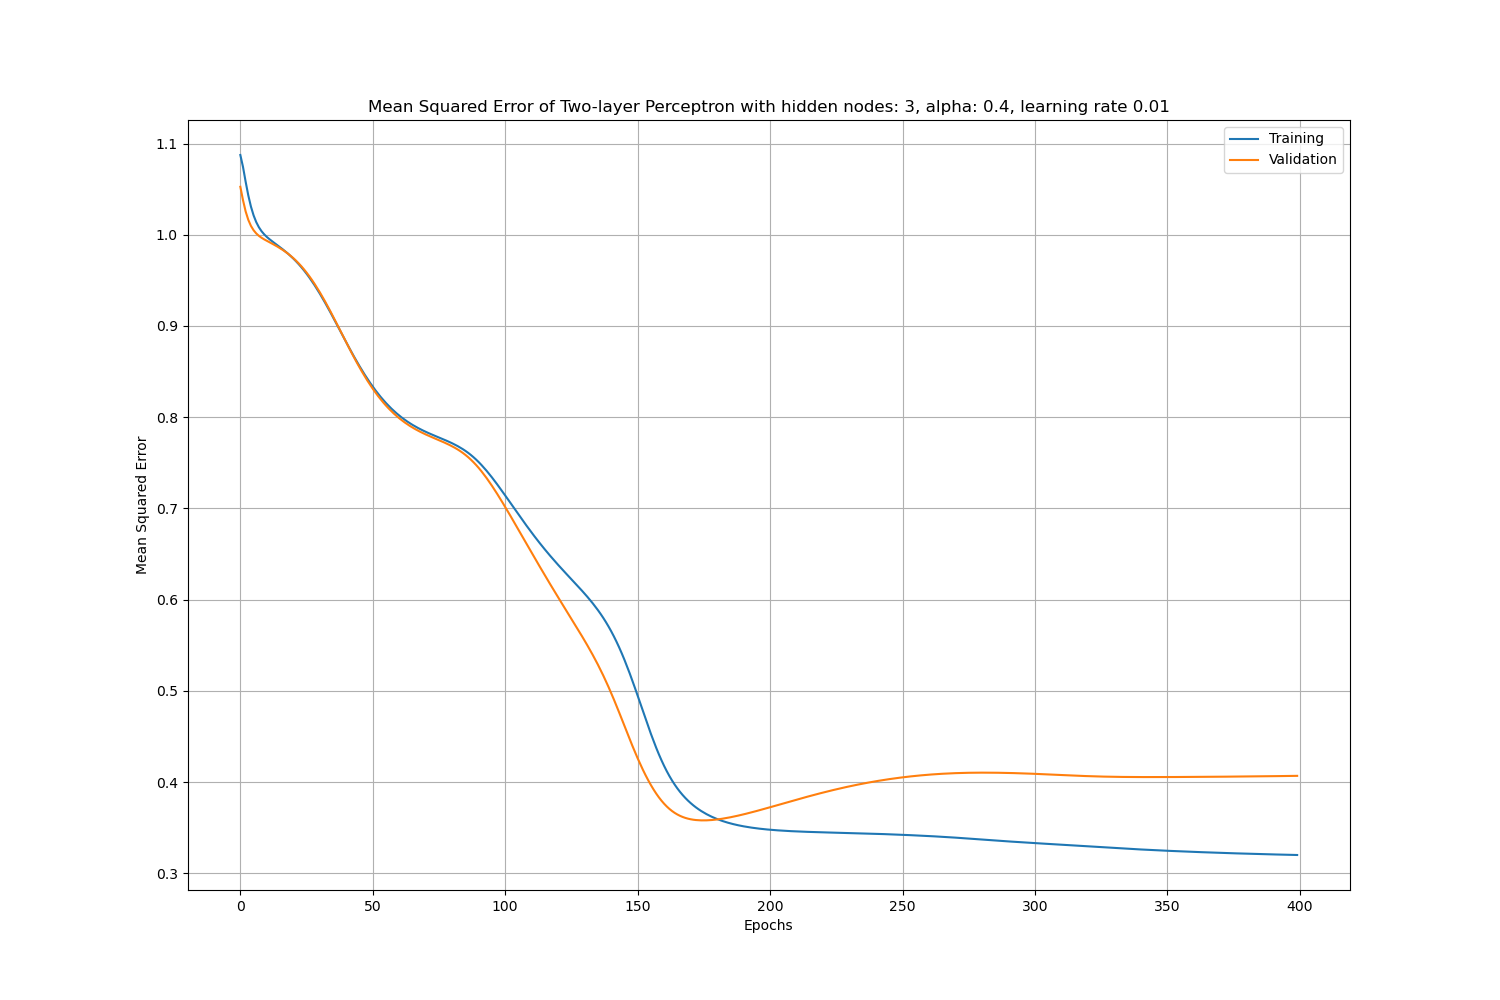 Mean Squared Error of Two-layer Perceptron with hidden nodes: 3, alpha: 0.4, learning rate 0.01
Training
Validation
1.1
1.0
0.9
0.8
0.7
0.6
0.5
0.4
0.3
Mean Squared Error
0 50 100 150 200 250 300 350 400
Epochs